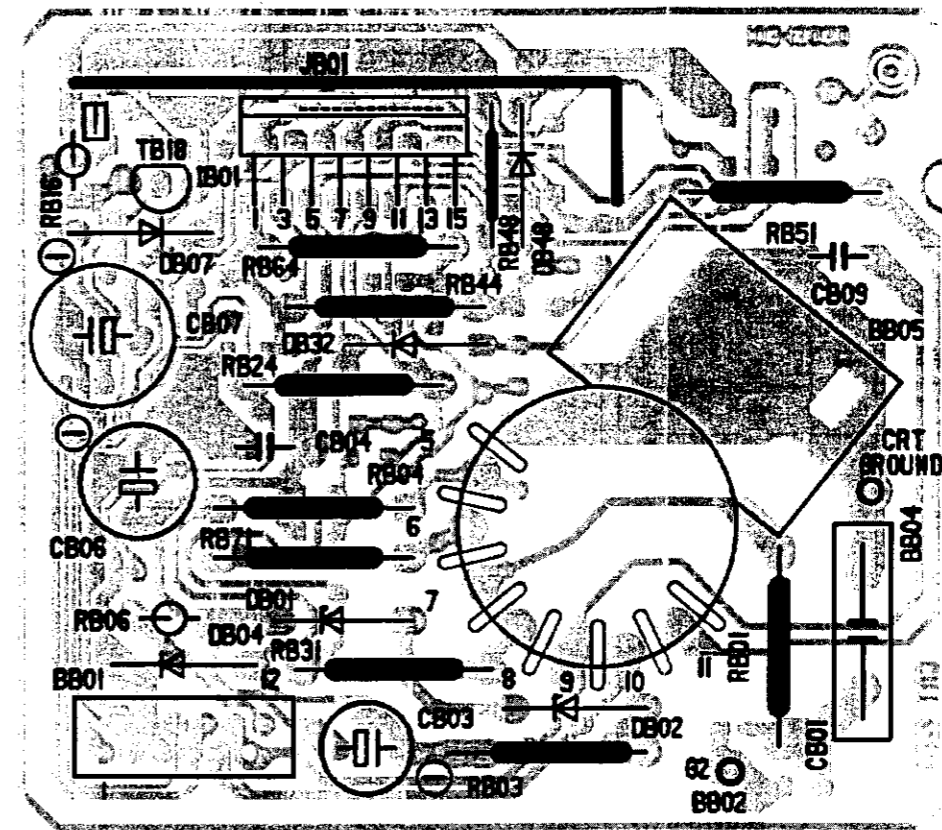 JB01
TB18
IB01
RB16
1 3 5 7 9 11 13 15
RB48
DB48
RB51
DB07
RB64
CB09
RB44
CB07
BB05
DB32
RB24
CB04
5
CRT
GROUND
RB04
BB04
6
CB06
RB71
DB01
7
RB06
DB04
RB31
RB01
11
BB01
12
8 9 10
CB03
DB02
CB01
RB03
G2
BB02